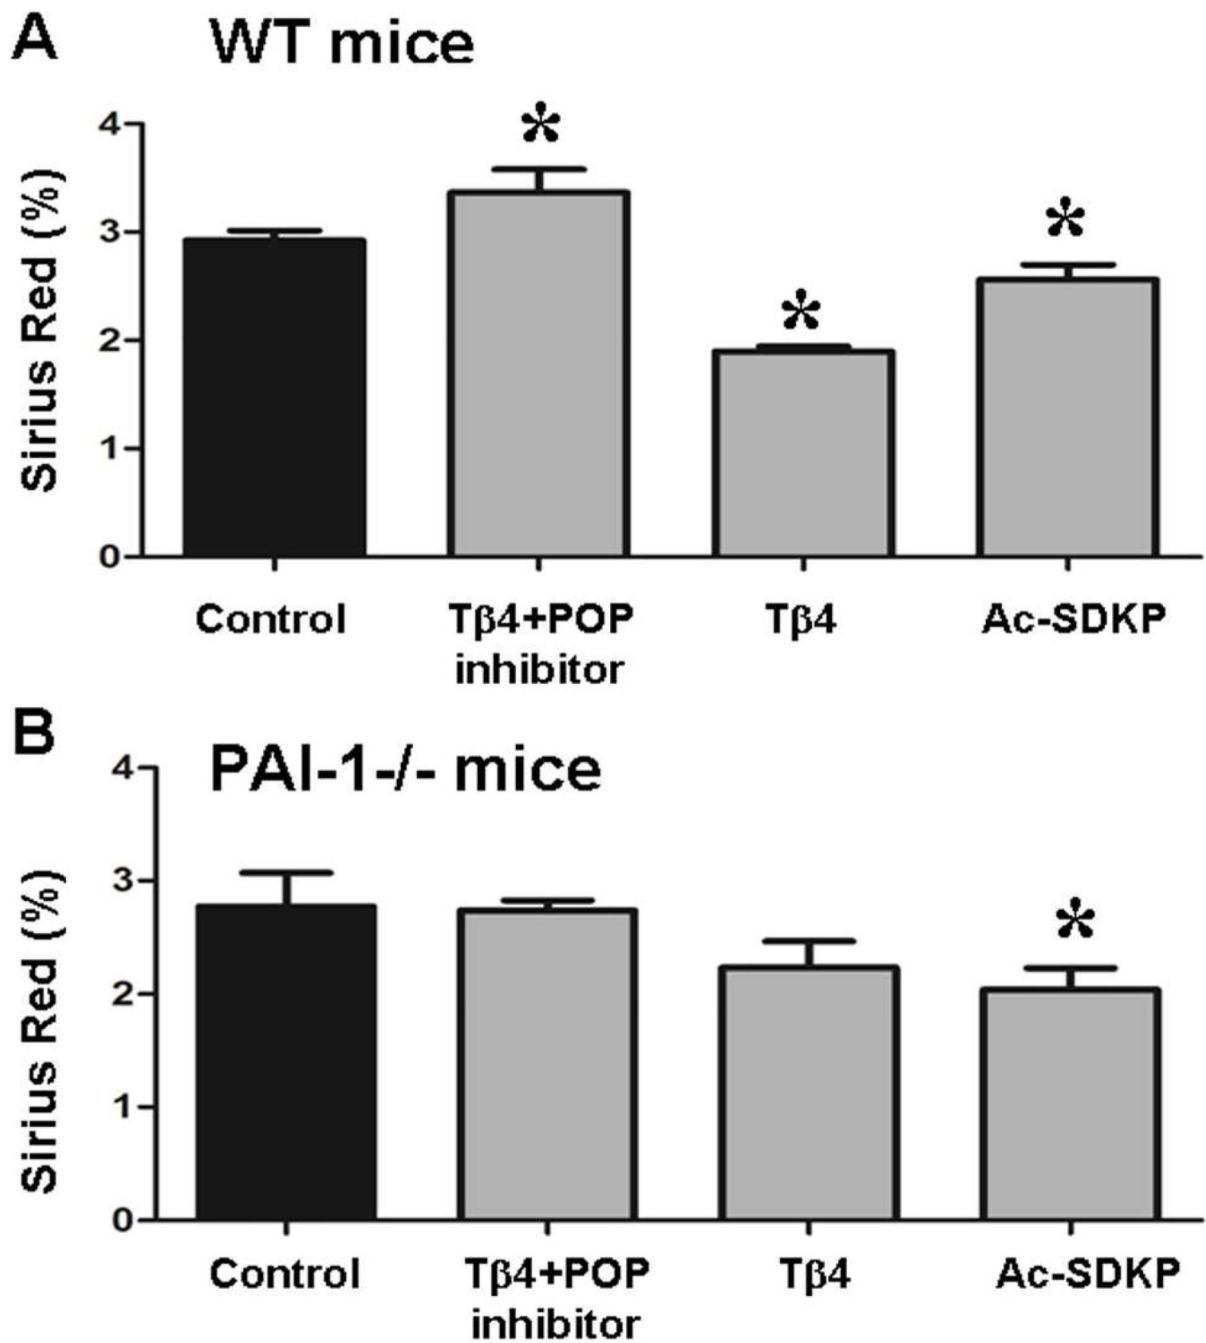 A
WT mice
4
3
2
1
0
Sirius Red (%)
*
*
*
Control
Tβ4+POP
inhibitor
Tβ4
Ac-SDKP
B
PAI-1-/- mice
4
3
2
1
0
Sirius Red (%)
*
Control
Tβ4+POP
inhibitor
Tβ4
Ac-SDKP